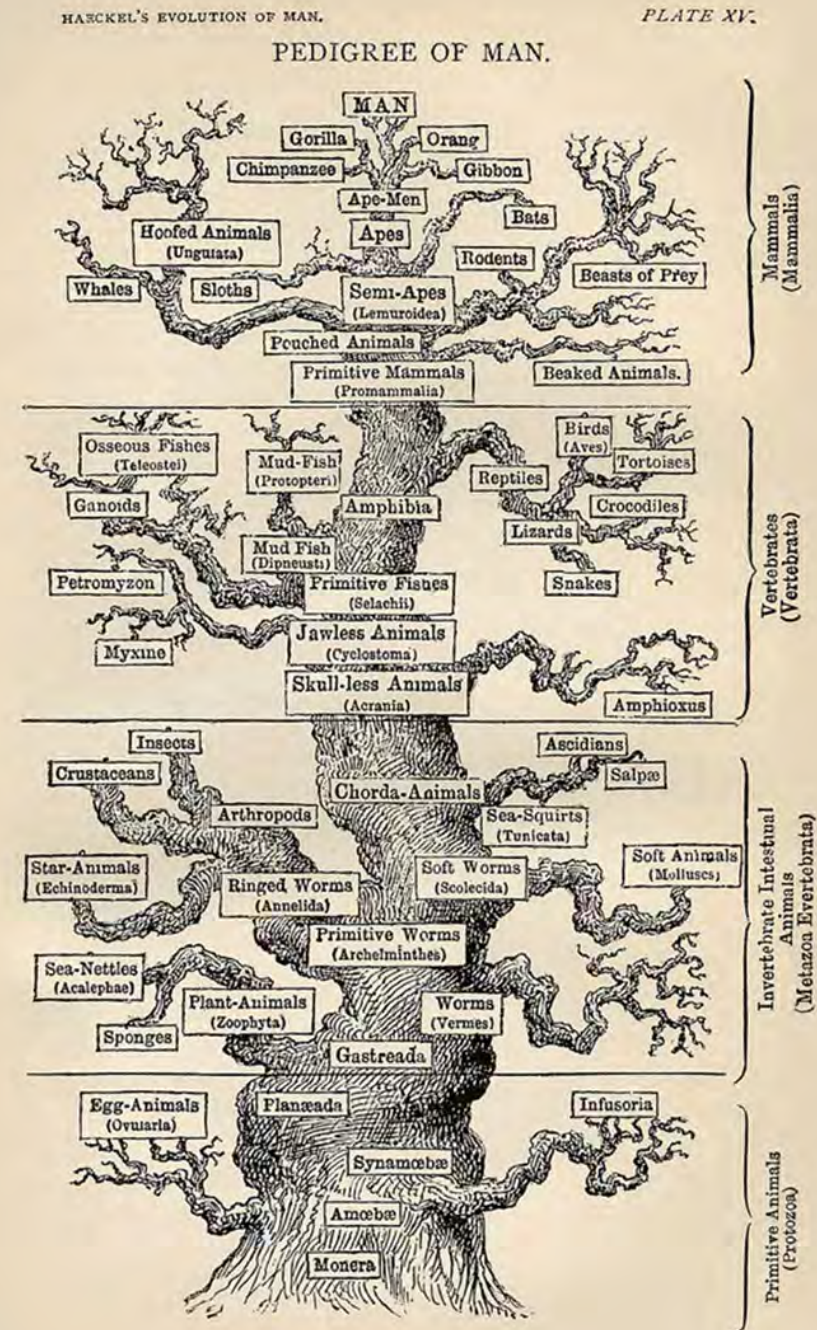 HAECKEL'S EVOLUTION OF MAN.
PLATE XV.
PEDIGREE OF MAN.
MAN
Gorilla
Orang
Chimpanzee
Gibbon
Ape-Men
Bats
Hoofed Animals
(Ungulata)
Apes
Rodents
Beasts of Prey
Whales
Sloths
Semi-Apes
(Lemuroidea)
Pouched Animals
Primitive Mammals
(Promammalia)
Beaked Animals.
Mammals
(Mammalia)
Osseous Fishes
(Teleostei)
Mud-Fish
(Protopteri)
Birds
(Aves)
Tortoises
Reptiles
Ganoids
Amphibia
Crocodiles
Lizards
Mud Fish
(Dipneusti)
Petromyzon
Primitive Fishes
(Selachii)
Snakes
Myxine
Jawless Animals
(Cyclostoma)
Skull-less Animals
(Acrania)
Amphioxus
Vertebrates
(Vertebrata)
Insects
Ascidians
Crustaceans
Salpæ
Chorda-Animals
Arthropods
Sea-Squirts
(Tunicata)
Star-Animals
(Echinoderma)
Ringed Worms
(Annelida)
Soft Worms
(Scolecida)
Soft Animals
(Molluscs)
Primitive Worms
(Archelminthes)
Sea-Nettles
(Acalephae)
Plant-Animals
(Zoophyta)
Worms
(Vermes)
Sponges
Gastreada
Invertebrate Intestinal
Animals
(Metazoa Evertebrata)
Egg-Animals
(Ovularia)
Planæada
Infusoria
Synamœbæ
Amœbæ
Monera
Primitive Animals
(Protozoa)